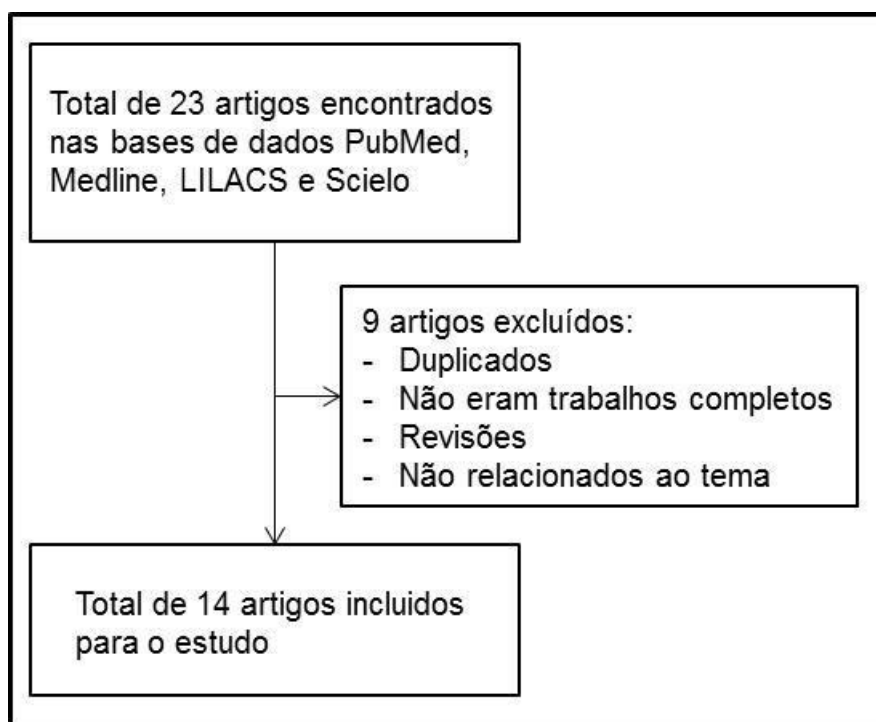 Total de 23 artigos encontrados
nas bases de dados PubMed,
Medline, LILACS e Scielo
9 artigos excluídos:
- Duplicados
- Não eram trabalhos completos
- Revisões
- Não relacionados ao tema
Total de 14 artigos incluidos
para o estudo